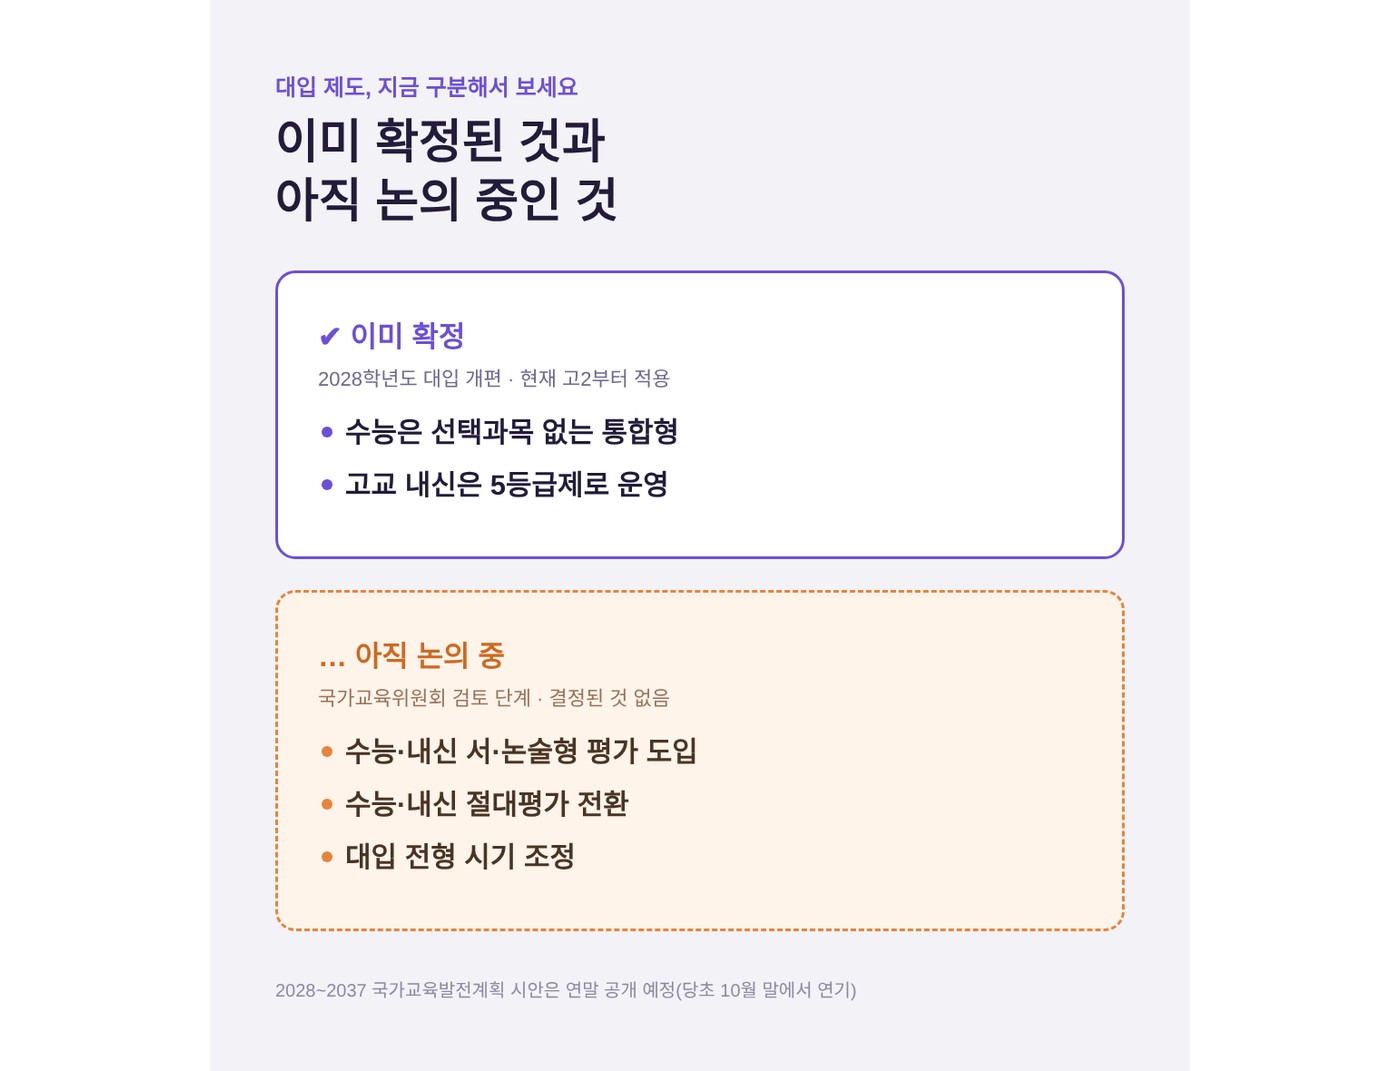 대입 제도, 지금 구분해서 보세요
이미 확정된 것과
아직 논의 중인 것
✔ 이미 확정
2028학년도 대입 개편 · 현재 고2부터 적용
• 수능은 선택과목 없는 통합형
• 고교 내신은 5등급제로 운영
… 아직 논의 중
국가교육위원회 검토 단계 · 결정된 것 없음
• 수능·내신 서·논술형 평가 도입
• 수능·내신 절대평가 전환
• 대입 전형 시기 조정
2028~2037 국가교육발전계획 시안은 연말 공개 예정(당초 10월 말에서 연기)